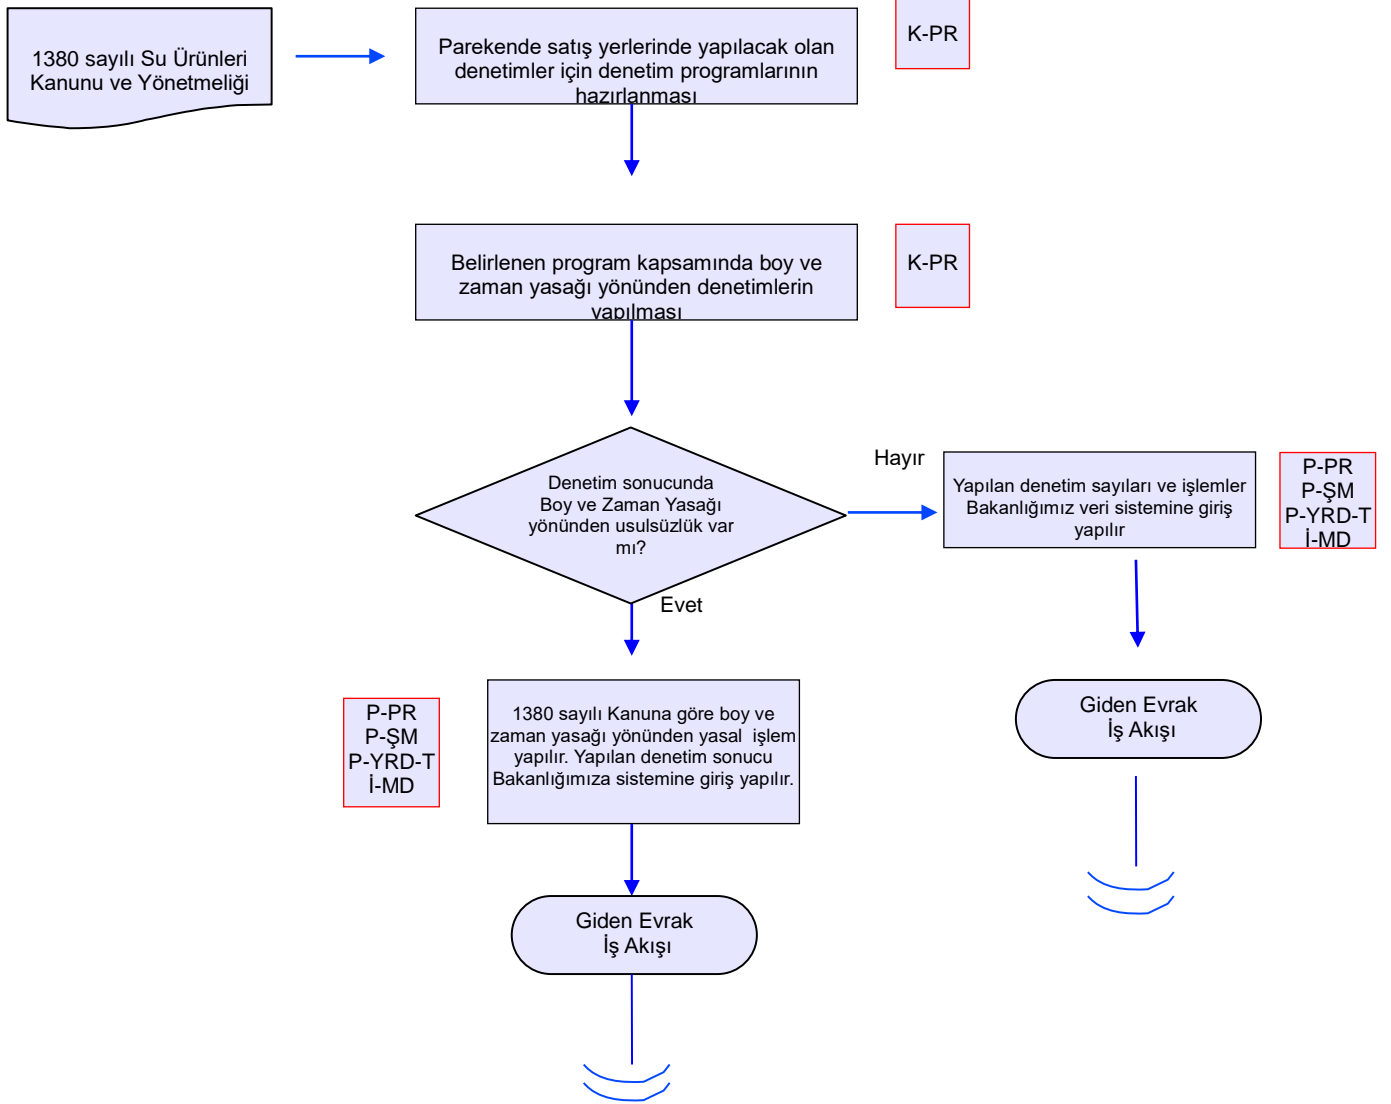 1380 sayılı Su Ürünleri
Kanunu ve Yönetmeliği
Parekende satış yerlerinde yapılacak olan
denetimler için denetim programlarının
hazırlanması
K-PR
Belirlenen program kapsamında boy ve
zaman yasağı yönünden denetimlerin
yapılması
K-PR
Denetim sonucunda
Boy ve Zaman Yasağı
yönünden usulsüzlük var
mı?
Hayır
Yapılan denetim sayıları ve işlemler
Bakanlığımız veri sistemine giriş
yapılır
P-PR
P-ŞM
P-YRD-T
İ-MD
Evet
P-PR
P-ŞM
P-YRD-T
İ-MD
1380 sayılı Kanuna göre boy ve
zaman yasağı yönünden yasal işlem
yapılır. Yapılan denetim sonucu
Bakanlığımıza sistemine giriş yapılır.
Giden Evrak
İş Akışı
Giden Evrak
İş Akışı